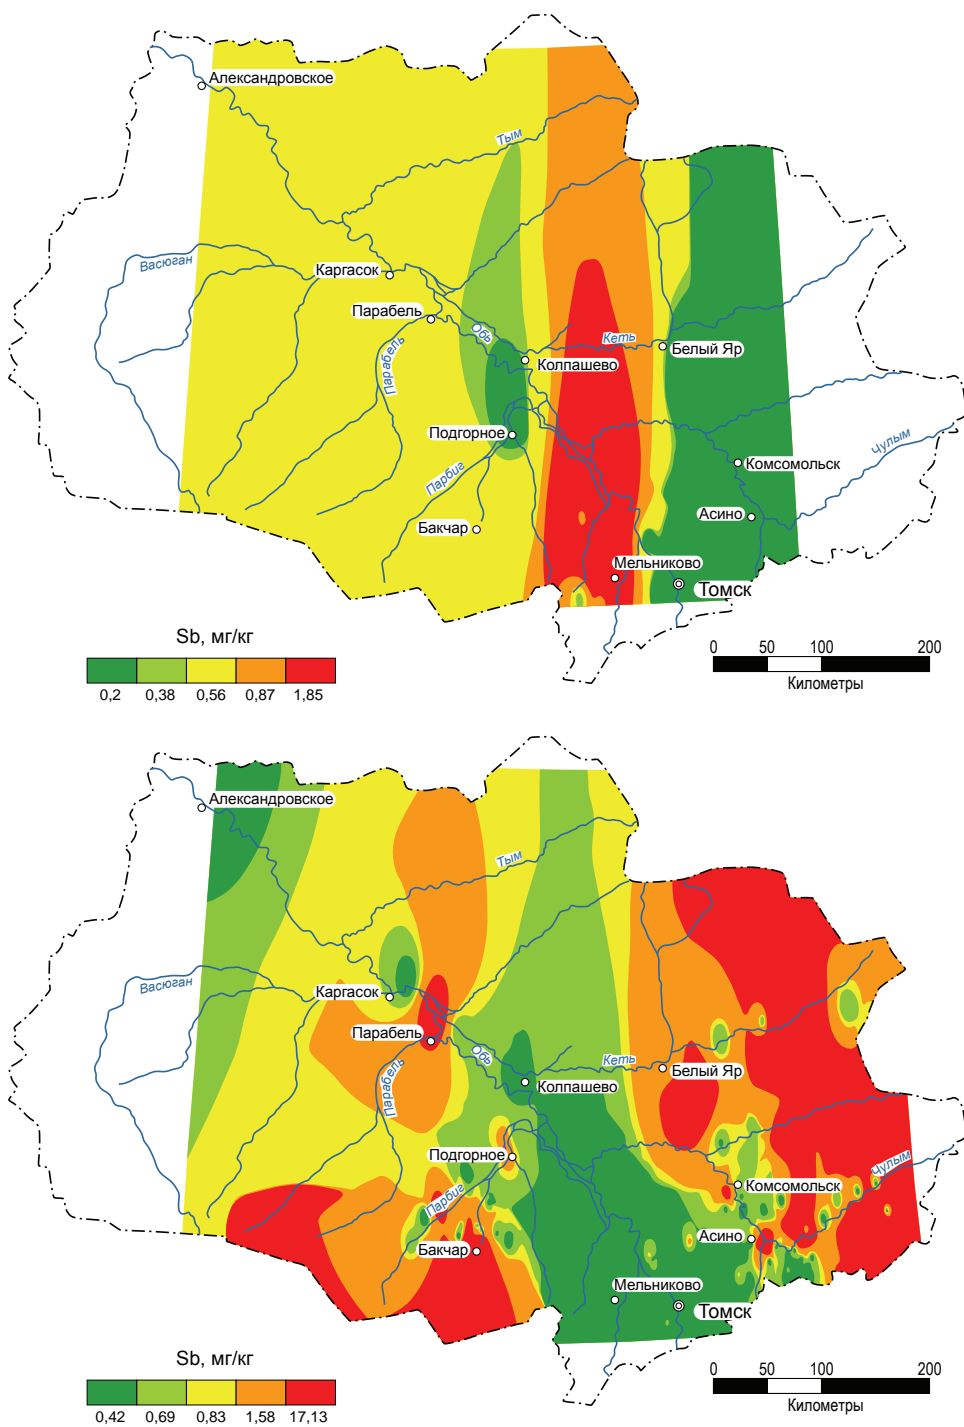 Александровское
Тым
Васюган
Каргасок
Парабель
Обь
Кеть
Белый Яр
Парабель
Колпашево
Подгорное
Чулым
Парбиг
Комсомольск
Бакчар
Асино
Мельниково
Томск
Sb, мг/кг
0,2 0,38 0,56 0,87 1,85
0 50 100 200
Километры
Александровское
Тым
Васюган
Каргасок
Парабель
Обь
Кеть
Белый Яр
Парабель
Колпашево
Подгорное
Чулым
Парбиг
Комсомольск
Бакчар
Асино
Мельниково
Томск
Sb, мг/кг
0,42 0,69 0,83 1,58 17,13
0 50 100 200
Километры